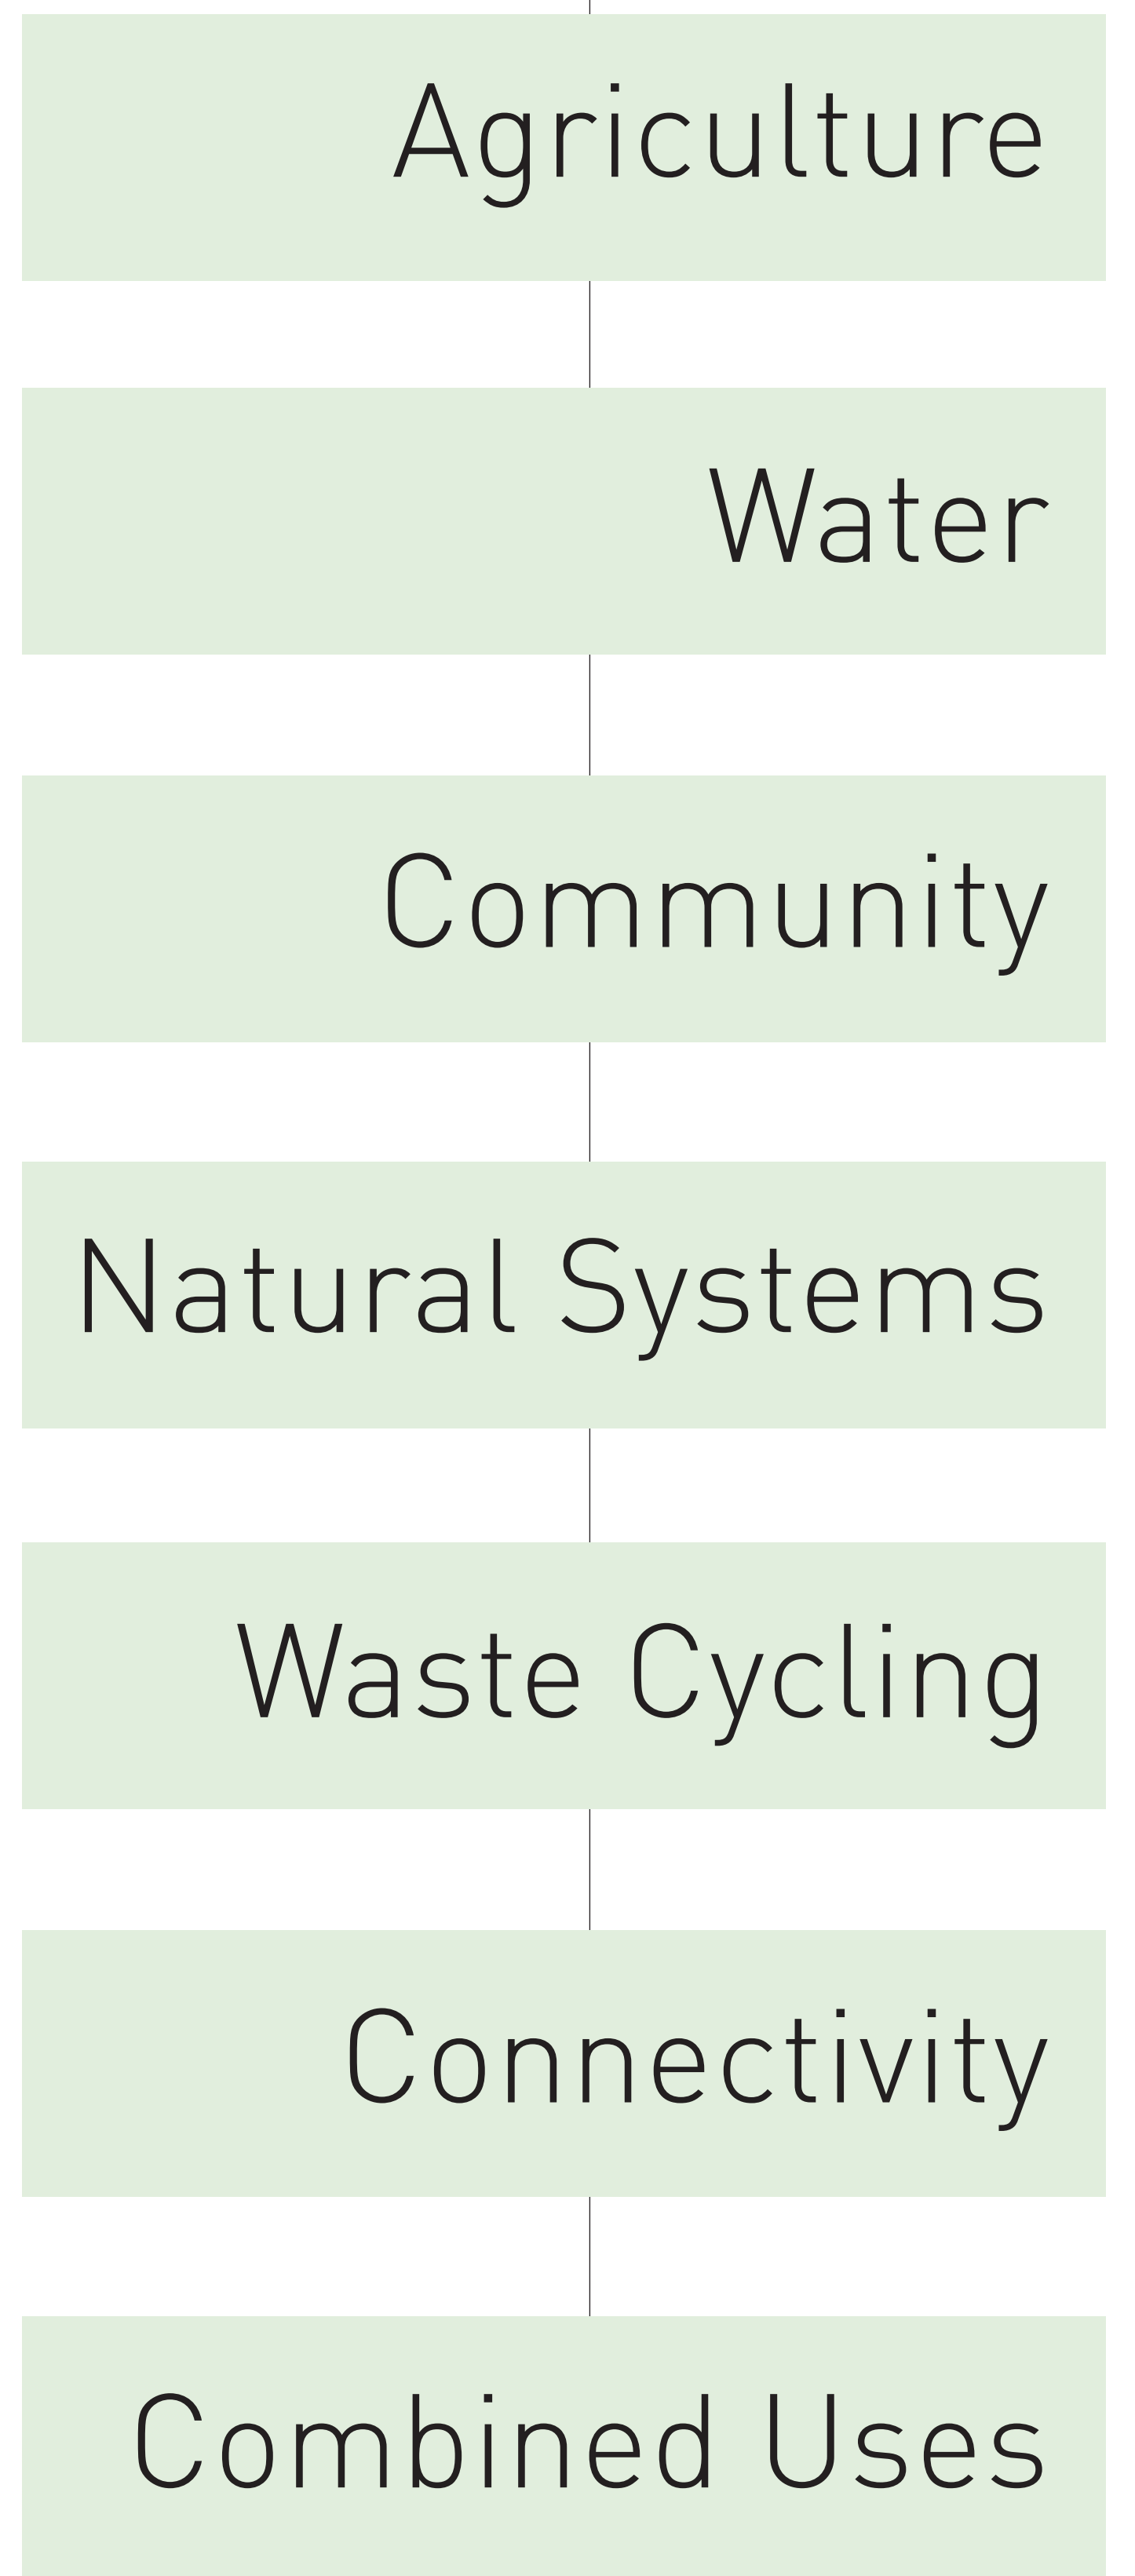 Agriculture
Water
Community
Natural Systems
Waste Cycling
Connectivity
Combined Uses